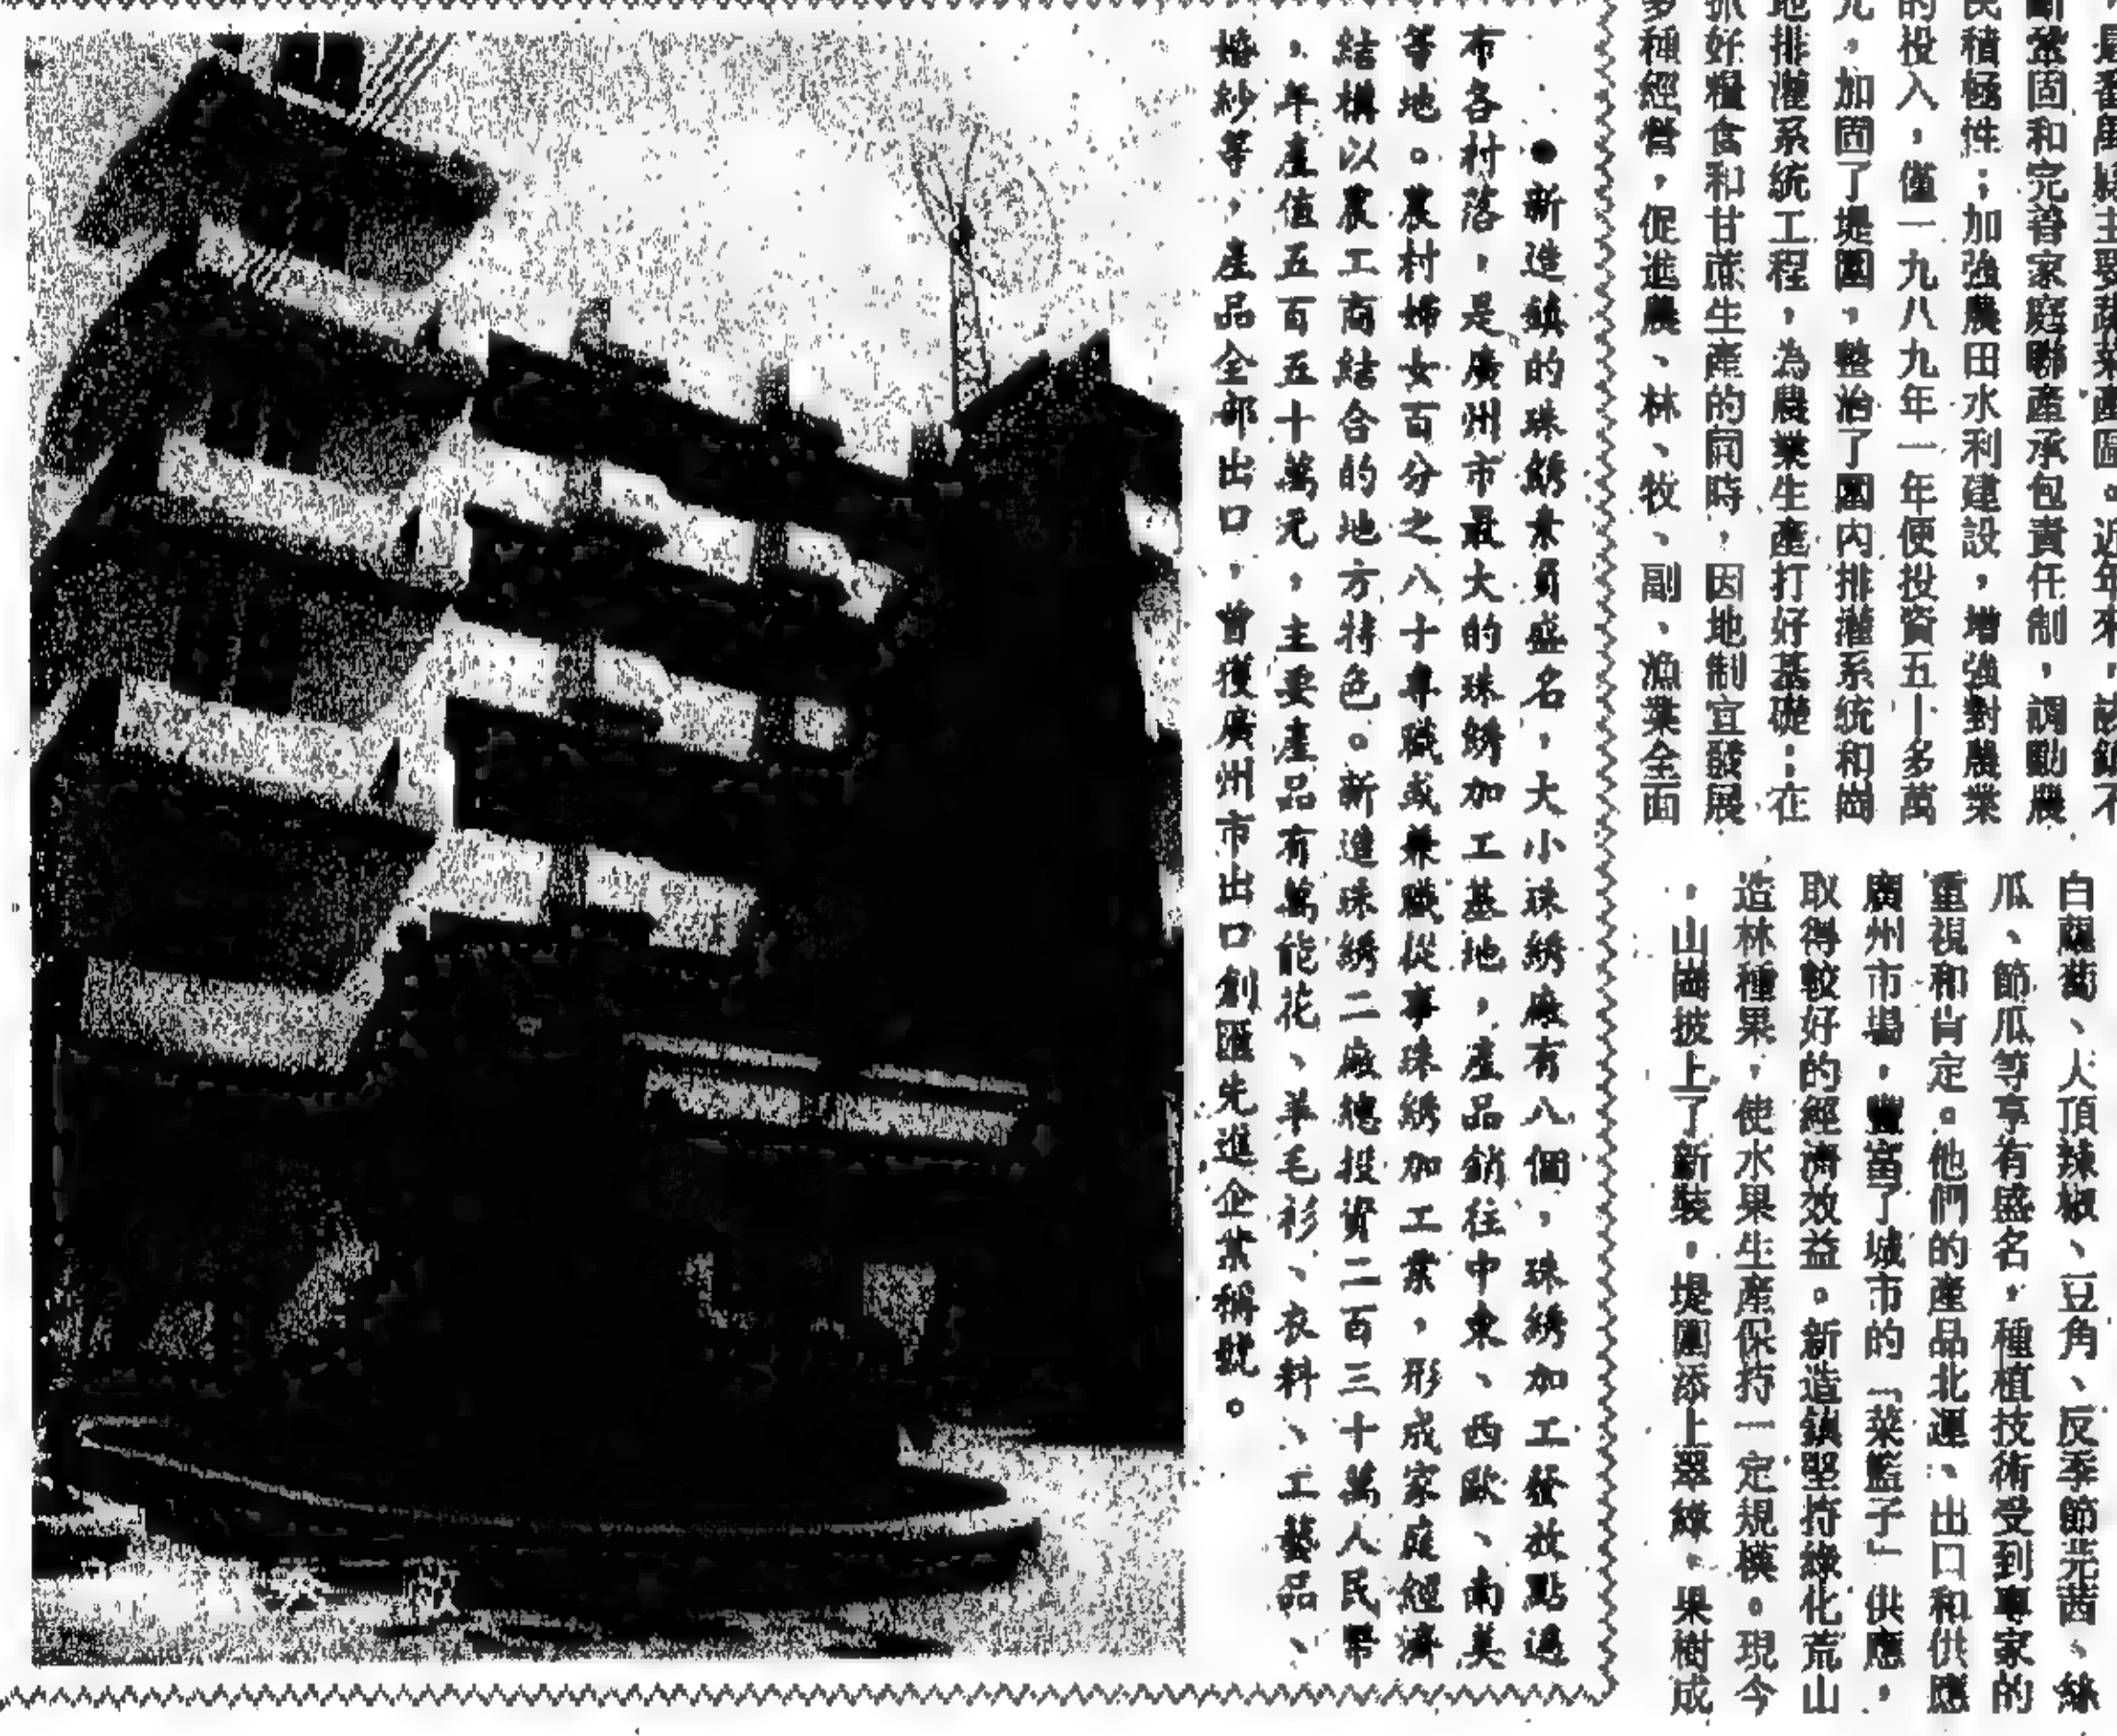 ，是番禺縣主要蔬菜產區。近年來，該鎮不
斷鞏固和完善家庭聯產承包責任制，調動農
民積極性；加強農田水利建設，增強對農業
的投入，僅一九八九年一年便投資五十多萬
元，加固了堤圍，整治了圍內排灌系統和崗
地排灌系統工程，為農業生產打好基礎；在
抓好糧食和甘蔗生產的同時，因地制宜發展
多種經營，促進農、林、牧、副、漁業全面
白蘿蔔、大頂辣椒、豆角、反季節芫茜、絲
瓜、節瓜等享有盛名，種植技術受到專家的
重視和肯定。他們的產品北運、出口和供應
廣州市場，豐富了城市的「菜籃子」供應，
取得較好的經濟效益。新造鎮堅持綠化荒山
造林種果，使水果生產保持一定規模。現今
，山崗披上了新裝，堤圍添上翠綠，果樹成
●新造鎮的珠綉素負盛名，大小珠綉廠有八個，珠綉加工發放點遍
布各村落，是廣州市最大的珠綉加工基地，產品銷往中東、西歐、南美
等地。農村婦女百分之八十專職或兼職從事珠綉加工業，形成家庭經濟
結構以農工商結合的地方特色。新造珠綉二廠總投資二百三十萬人民幣
，年產值五百五十萬元，主要產品有萬能花、羊毛衫、衣料、工藝品、
婚紗等，產品全部出口，曾獲廣州市出口創匯先進企業稱號。